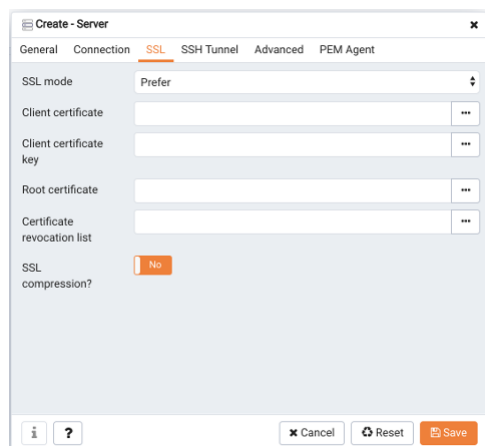 Create - Server
General Connection SSL SSH Tunnel Advanced PEM Agent
SSL mode Prefer
Client certificate
Client certificate
key
Root certificate
Certificate
revocation list
SSL
compression? No
i ? Cancel Reset Save